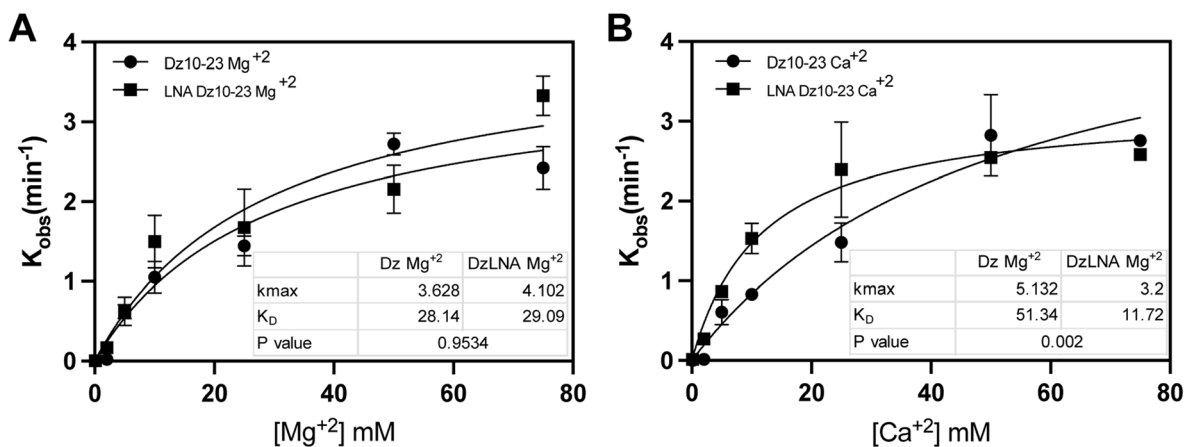 A
K_obs(min⁻¹)
4
3
2
1
0
Dz10-23 Mg⁺²
LNA Dz10-23 Mg⁺²
Dz Mg⁺² DzLNA Mg⁺²
kmax 3.628 4.102
K_D 28.14 29.09
P value 0.9534
0 20 40 60 80
[Mg⁺²] mM
B
K_obs(min⁻¹)
4
3
2
1
0
Dz10-23 Ca⁺²
LNA Dz10-23 Ca⁺²
Dz Mg⁺² DzLNA Mg⁺²
kmax 5.132 3.2
K_D 51.34 11.72
P value 0.002
0 20 40 60 80
[Ca⁺²] mM